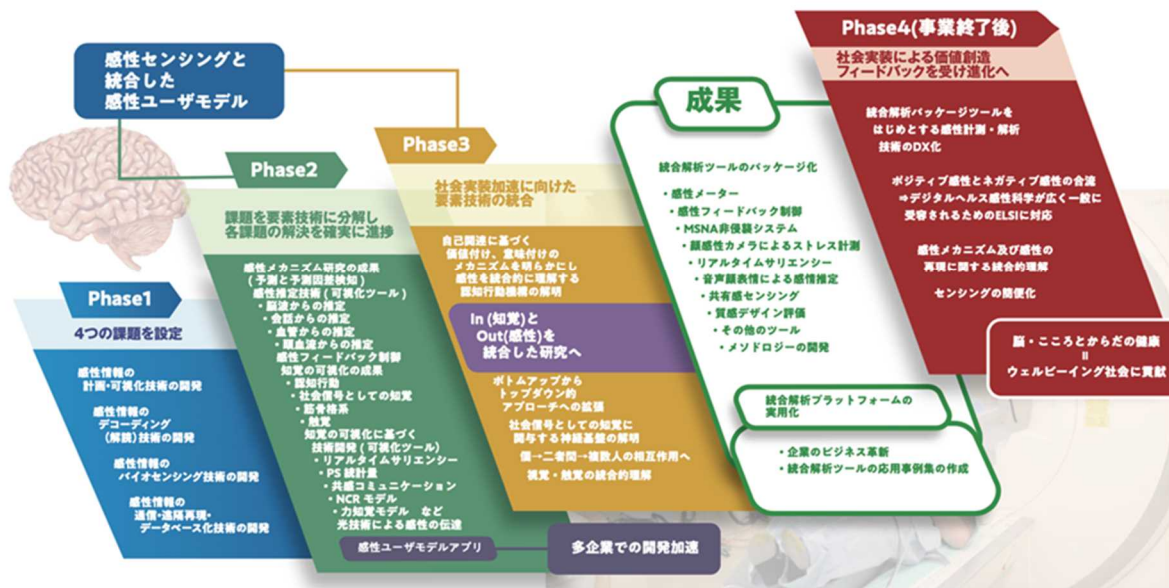 感性センシングと
統合した
感性ユーザモデル
Phase1
4つの課題を設定
感性情報の
計画・可視化技術の開発
感性情報の
デコーディング
(解読)技術の開発
感性情報の
バイオセンシング技術の開発
感性情報の
通信・遠隔再現・
データベース化技術の開発
Phase2
課題を要素技術に分解し
各課題の解決を確実に進捗
感性メカニズム研究の成果
(予測と予測因差検知)
感性推定技術(可視化ツール)
・脳波からの推定
・会話からの推定
・血管からの推定
・頭血流からの推定
感性フィードバック制御
知覚の可視化の成果
・認知行動
・社会信号としての知覚
・筋骨格系
・触覚
知覚の可視化に基づく
技術開発(可視化ツール)
・リアルタイムサリエンシー
・PS統計量
・共感コミュニケーション
・NCRモデル
・力知覚モデル など
光技術による感性の伝達
感性ユーザモデルアプリ
多企業での開発加速
Phase3
社会実装加速に向けた
要素技術の統合
自己関連に基づく
価値付け、意味付けの
メカニズムを明らかにし
感性を統合的に理解する
認知行動機構の解明
In (知覚)と
Out(感性)を
統合した研究へ
ボトムアップから
トップダウン的
アプローチへの拡張
社会信号としての知覚に
関与する神経基盤の解明
個→二者間→複数人の相互作用へ
視覚・触覚の統合的理解
成果
統合解析ツールのパッケージ化
・感性メーター
・感性フィードバック制御
・MSNA非侵襲システム
・顔感性カメラによるストレス計測
・リアルタイムサリエンシー
・音声顔表情による感情推定
・共有感センシング
・質感デザイン評価
・その他のツール
・メソドロジーの開発
統合解析プラットフォームの
実用化
・企業のビジネス革新
・統合解析ツールの応用事例集の作成
Phase4(事業終了後)
社会実装による価値創造
フィードバックを受け進化へ
統合解析パッケージツールを
はじめとする感性計測・解析
技術のDX化
ポジティブ感性とネガティブ感性の合流
⇒デジタルヘルス感性科学が広く一般に
受容されるためのELSIに対応
感性メカニズム及び感性の
再現に関する統合的理解
センシングの簡便化
脳・こころとからだの健康
=
ウェルビーイング社会に貢献